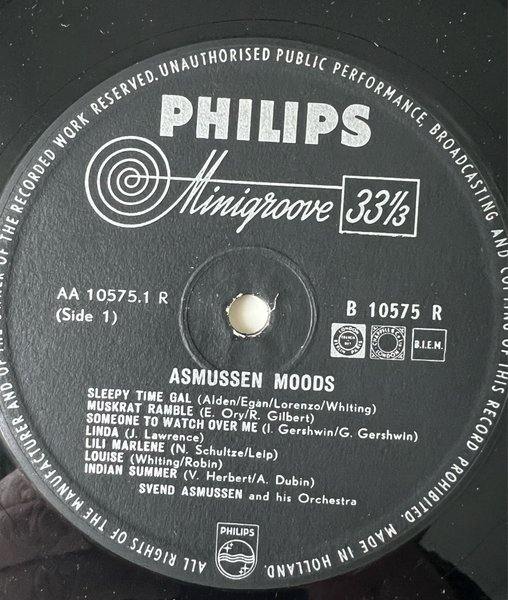 ALL RIGHTS OF THE MANUFACTURER AND OF THE OWNER OF THE RECORDED WORK RESERVED. UNAUTHORISED PUBLIC PERFORMANCE, BROADCASTING AND COPYING OF THIS RECORD PROHIBITED. MADE IN HOLLAND.
PHILIPS
Minigroove 33 1/3
AA 10575.1 R
(Side 1)
B 10575 R
B.I.E.M.
ASMUSSEN MOODS
SLEEPY TIME GAL (Alden/Egan/Lorenzo/Whiting)
MUSKRAT RAMBLE (E. Ory/R. Gilbert)
SOMEONE TO WATCH OVER ME (I. Gershwin/G. Gershwin)
LINDA (J. Lawrence)
LILI MARLENE (N. Schultze/Leip)
LOUISE (Whiting/Robin)
INDIAN SUMMER (V. Herbert/A. Dubin)
SVEND ASMUSSEN and his Orchestra
PHILIPS